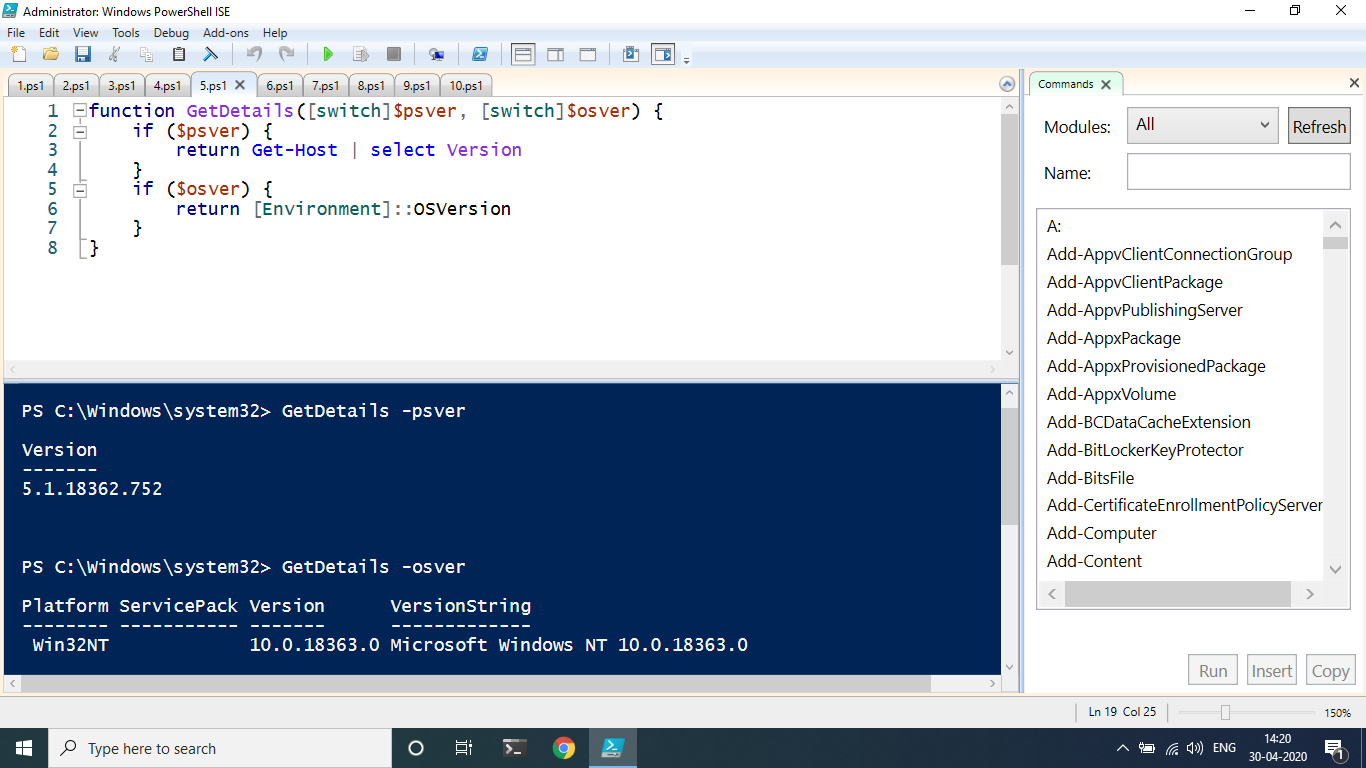 Administrator: Windows PowerShell ISE
File Edit View Tools Debug Add-ons Help
1.ps1 2.ps1 3.ps1 4.ps1 5.ps1 6.ps1 7.ps1 8.ps1 9.ps1 10.ps1
1 function GetDetails([switch]$psver, [switch]$osver) {
2 if ($psver) {
3 return Get-Host | select Version
4 }
5 if ($osver) {
6 return [Environment]::OSVersion
7 }
8 }
PS C:\Windows\system32> GetDetails -psver
Version
-------
5.1.18362.752
PS C:\Windows\system32> GetDetails -osver
Platform ServicePack Version VersionString
-------- ----------- ------- -------------
Win32NT 10.0.18363.0 Microsoft Windows NT 10.0.18363.0
Commands
Modules: All Refresh
Name:
A:
Add-AppvClientConnectionGroup
Add-AppvClientPackage
Add-AppvPublishingServer
Add-AppxPackage
Add-AppxProvisionedPackage
Add-AppxVolume
Add-BCDataCacheExtension
Add-BitLockerKeyProtector
Add-BitsFile
Add-CertificateEnrollmentPolicyServer
Add-Computer
Add-Content
Run Insert Copy
Ln 19 Col 25 150%
Type here to search
ENG
14:20
30-04-2020
1